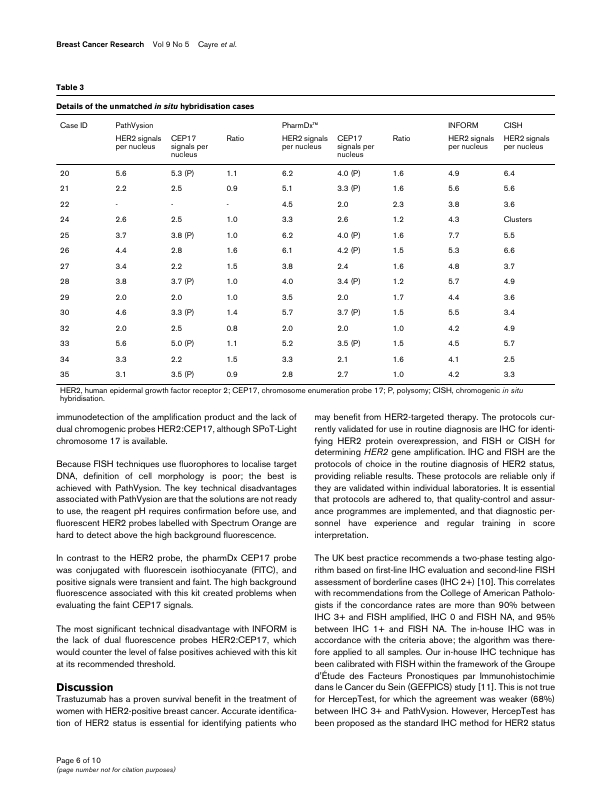 Breast Cancer Research Vol 9 No 5 Cayre et al.
Table 3
Details of the unmatched in situ hybridisation cases
Case ID PathVysion PharmDx™ INFORM CISH
HER2 signals per nucleus CEP17 signals per nucleus Ratio HER2 signals per nucleus CEP17 signals per nucleus Ratio HER2 signals per nucleus HER2 signals per nucleus
20 5.6 5.3 (P) 1.1 6.2 4.0 (P) 1.6 4.9 6.4
21 2.2 2.5 0.9 5.1 3.3 (P) 1.6 5.6 5.6
22 - - - 4.5 2.0 2.3 3.8 3.6
24 2.6 2.5 1.0 3.3 2.6 1.2 4.3 Clusters
25 3.7 3.8 (P) 1.0 6.2 4.0 (P) 1.6 7.7 5.5
26 4.4 2.8 1.6 6.1 4.2 (P) 1.5 5.3 6.6
27 3.4 2.2 1.5 3.8 2.4 1.6 4.8 3.7
28 3.8 3.7 (P) 1.0 4.0 3.4 (P) 1.2 5.7 4.9
29 2.0 2.0 1.0 3.5 2.0 1.7 4.4 3.6
30 4.6 3.3 (P) 1.4 5.7 3.7 (P) 1.5 5.5 3.4
32 2.0 2.5 0.8 2.0 2.0 1.0 4.2 4.9
33 5.6 5.0 (P) 1.1 5.2 3.5 (P) 1.5 4.5 5.7
34 3.3 2.2 1.5 3.3 2.1 1.6 4.1 2.5
35 3.1 3.5 (P) 0.9 2.8 2.7 1.0 4.2 3.3
HER2, human epidermal growth factor receptor 2; CEP17, chromosome enumeration probe 17; P, polysomy; CISH, chromogenic in situ
hybridisation.
immunodetection of the amplification product and the lack of
dual chromogenic probes HER2:CEP17, although SPoT-Light
chromosome 17 is available.
Because FISH techniques use fluorophores to localise target
DNA, definition of cell morphology is poor; the best is
achieved with PathVysion. The key technical disadvantages
associated with PathVysion are that the solutions are not ready
to use, the reagent pH requires confirmation before use, and
fluorescent HER2 probes labelled with Spectrum Orange are
hard to detect above the high background fluorescence.
In contrast to the HER2 probe, the pharmDx CEP17 probe
was conjugated with fluorescein isothiocyanate (FITC), and
positive signals were transient and faint. The high background
fluorescence associated with this kit created problems when
evaluating the faint CEP17 signals.
The most significant technical disadvantage with INFORM is
the lack of dual fluorescence probes HER2:CEP17, which
would counter the level of false positives achieved with this kit
at its recommended threshold.
Discussion
Trastuzumab has a proven survival benefit in the treatment of
women with HER2-positive breast cancer. Accurate identifica-
tion of HER2 status is essential for identifying patients who
may benefit from HER2-targeted therapy. The protocols cur-
rently validated for use in routine diagnosis are IHC for identi-
fying HER2 protein overexpression, and FISH or CISH for
determining HER2 gene amplification. IHC and FISH are the
protocols of choice in the routine diagnosis of HER2 status,
providing reliable results. These protocols are reliable only if
they are validated within individual laboratories. It is essential
that protocols are adhered to, that quality-control and assur-
ance programmes are implemented, and that diagnostic per-
sonnel have experience and regular training in score
interpretation.
The UK best practice recommends a two-phase testing algo-
rithm based on first-line IHC evaluation and second-line FISH
assessment of borderline cases (IHC 2+) [10]. This correlates
with recommendations from the College of American Patholo-
gists if the concordance rates are more than 90% between
IHC 3+ and FISH amplified, IHC 0 and FISH NA, and 95%
between IHC 1+ and FISH NA. The in-house IHC was in
accordance with the criteria above; the algorithm was there-
fore applied to all samples. Our in-house IHC technique has
been calibrated with FISH within the framework of the Groupe
d'Étude des Facteurs Pronostiques par Immunohistochimie
dans le Cancer du Sein (GEFPICS) study [11]. This is not true
for HercepTest, for which the agreement was weaker (68%)
between IHC 3+ and PathVysion. However, HercepTest has
been proposed as the standard IHC method for HER2 status
Page 6 of 10
(page number not for citation purposes)